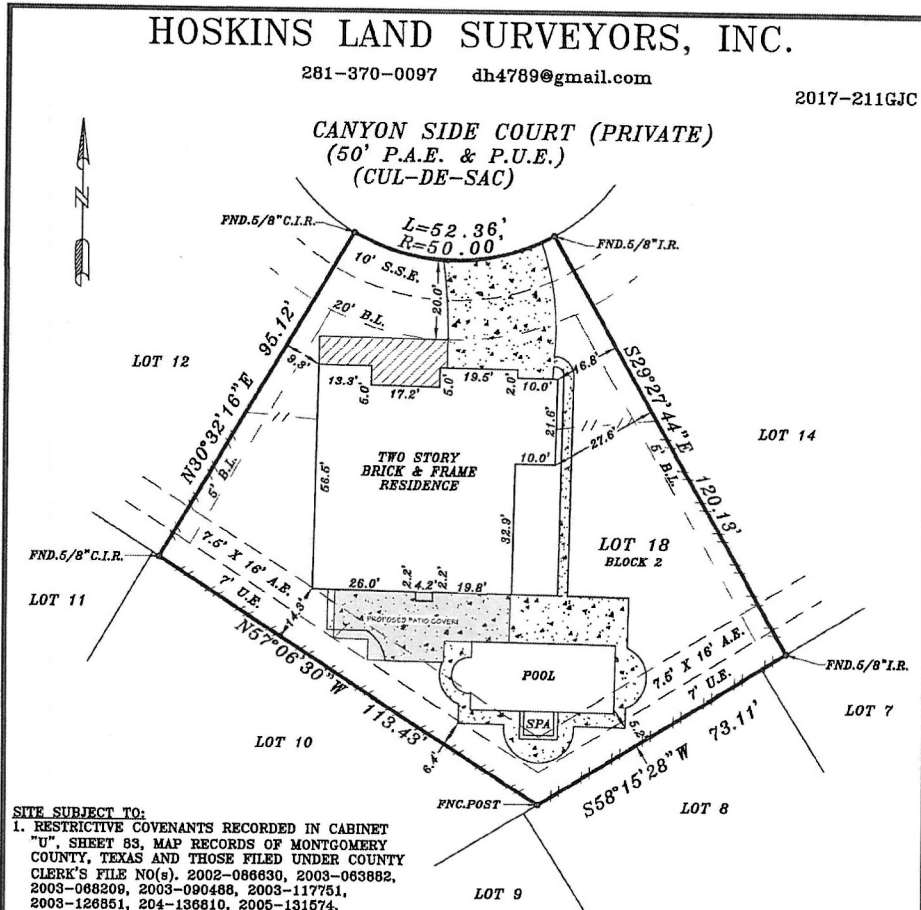 HOSKINS LAND SURVEYORS, INC.
281-370-0097 dh4789@gmail.com
2017-211GJC
CANYON SIDE COURT (PRIVATE)
(50' P.A.E. & P.U.E.)
(CUL-DE-SAC)
N
FND.5/8"C.I.R.
L=52.36,'
R=50.00'
FND.5/8"I.R.
10' S.S.E.
20.0'
20' B.L.
LOT 12
N30°32'16"E 95.12'
9.3'
13.3'
5.0'
17.2'
5.0'
19.5'
2.0'
10.0'
16.8'
S29°27'44"E 120.13'
LOT 14
5' B.L.
56.5'
TWO STORY
BRICK & FRAME
RESIDENCE
21.6'
10.0'
27.6'
5' B.L.
32.9'
LOT 18
BLOCK 2
FND.5/8"C.I.R.
7.5' X 16' A.E.
7' U.E.
LOT 11
26.0'
2.2'
4.2'
2.2'
19.8'
14.3'
PROPOSED PATIO COVER
N57°06'30"W 113.43'
POOL
SPA
7.5' X 16' A.E.
7' U.E.
FND.5/8"I.R.
LOT 7
LOT 10
6.4'
5.2'
S58°15'28"W 73.11'
LOT 8
FNC.POST
LOT 9
SITE SUBJECT TO:
1. RESTRICTIVE COVENANTS RECORDED IN CABINET
"U", SHEET 83, MAP RECORDS OF MONTGOMERY
COUNTY, TEXAS AND THOSE FILED UNDER COUNTY
CLERK'S FILE NO(s). 2002-086630, 2003-063882,
2003-068209, 2003-090488, 2003-117751,
2003-126851, 204-136810, 2005-131574,